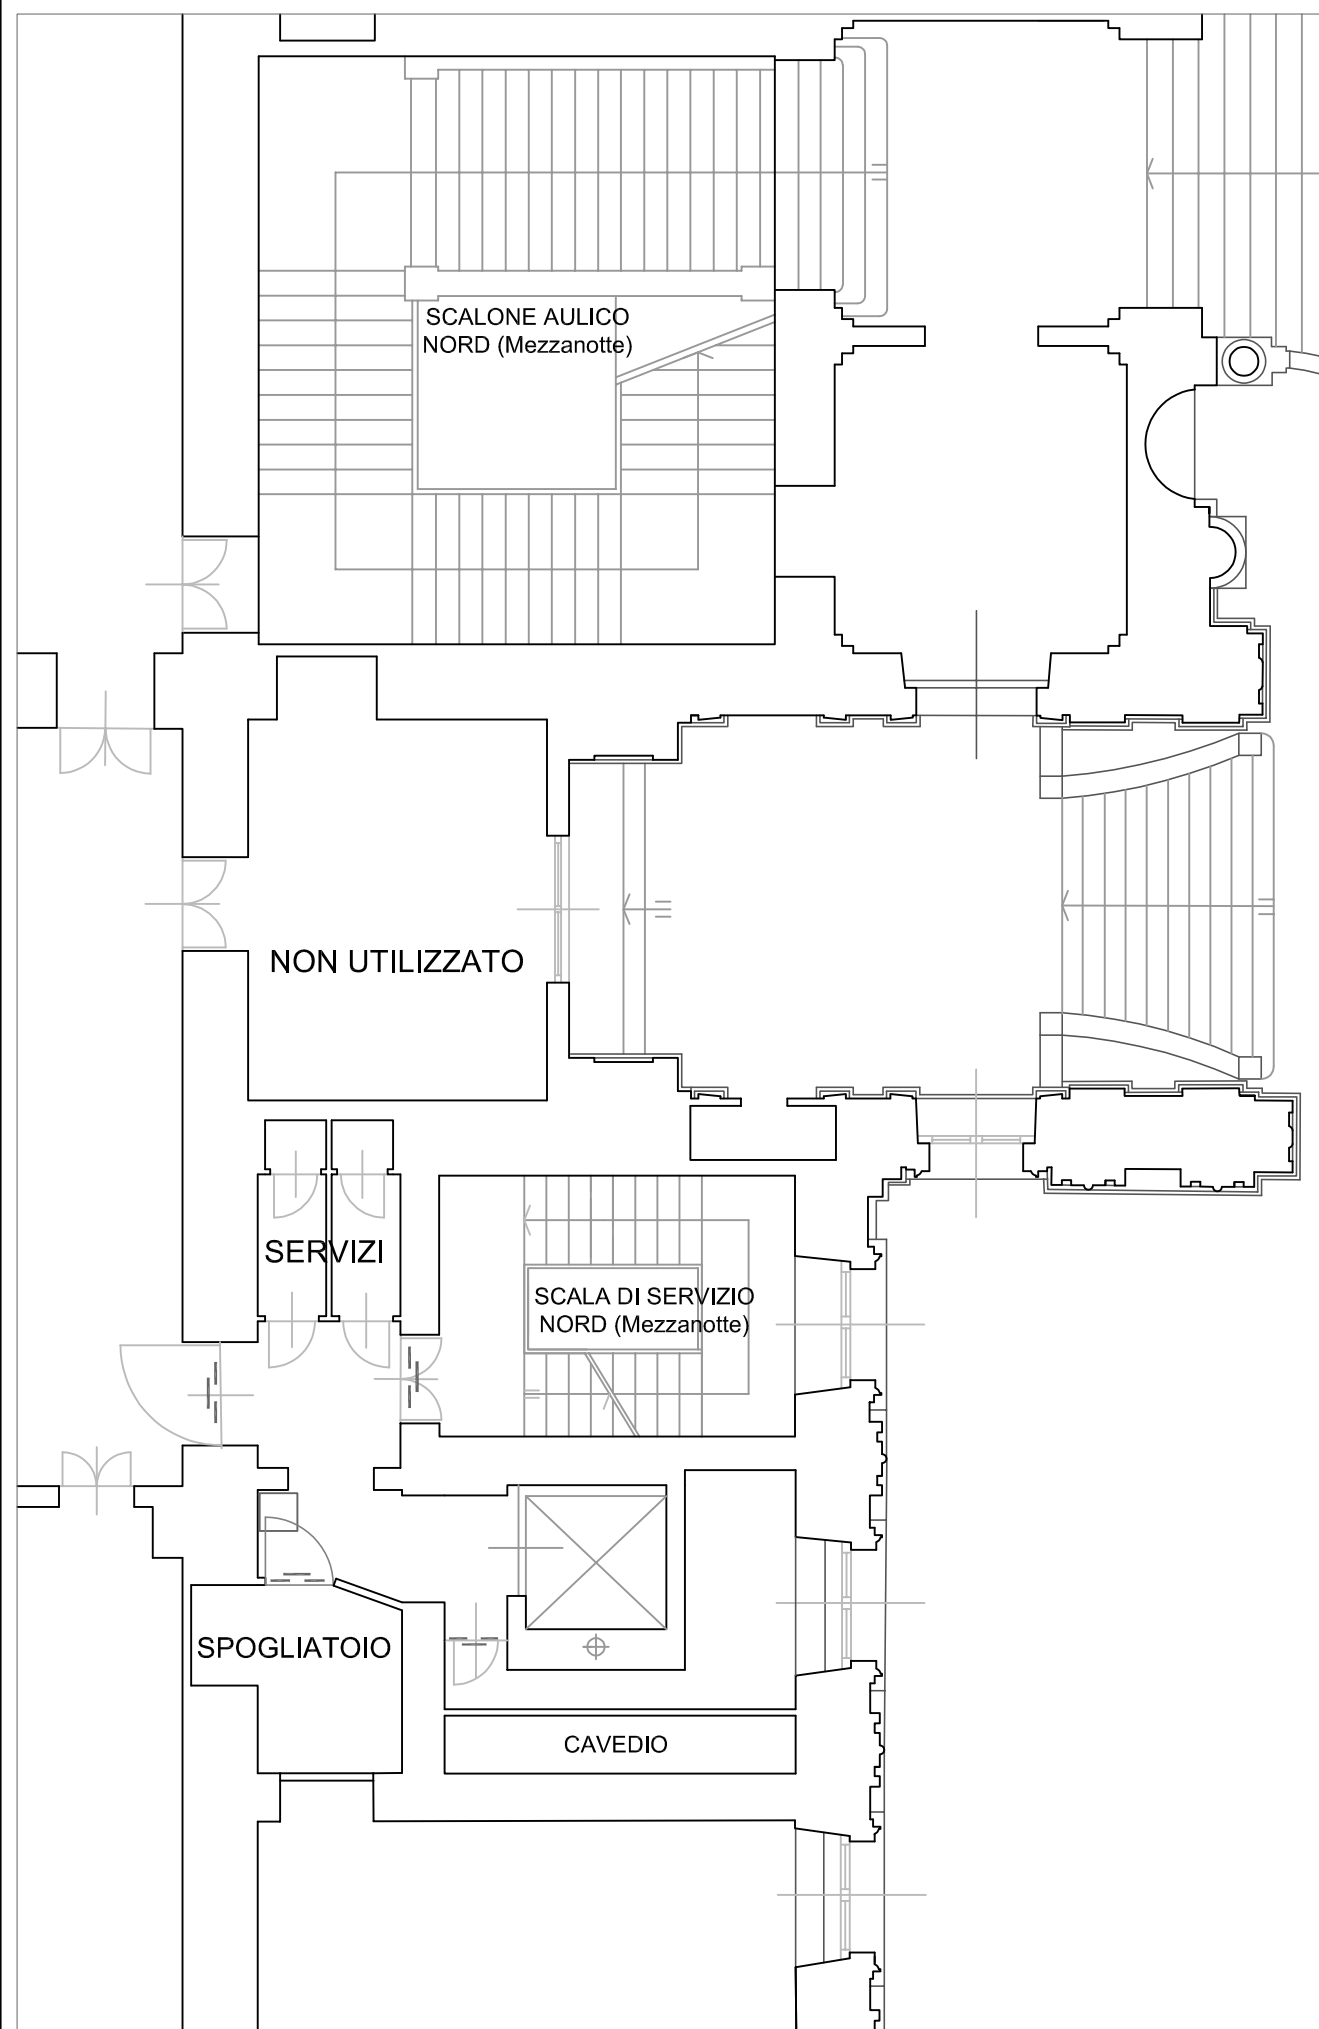 SCALONE AULICO
NORD (Mezzanotte)
NON UTILIZZATO
SERVIZI
SCALA DI SERVIZIO
NORD (Mezzanotte)
SPOGLIATOIO
CAVEDIO